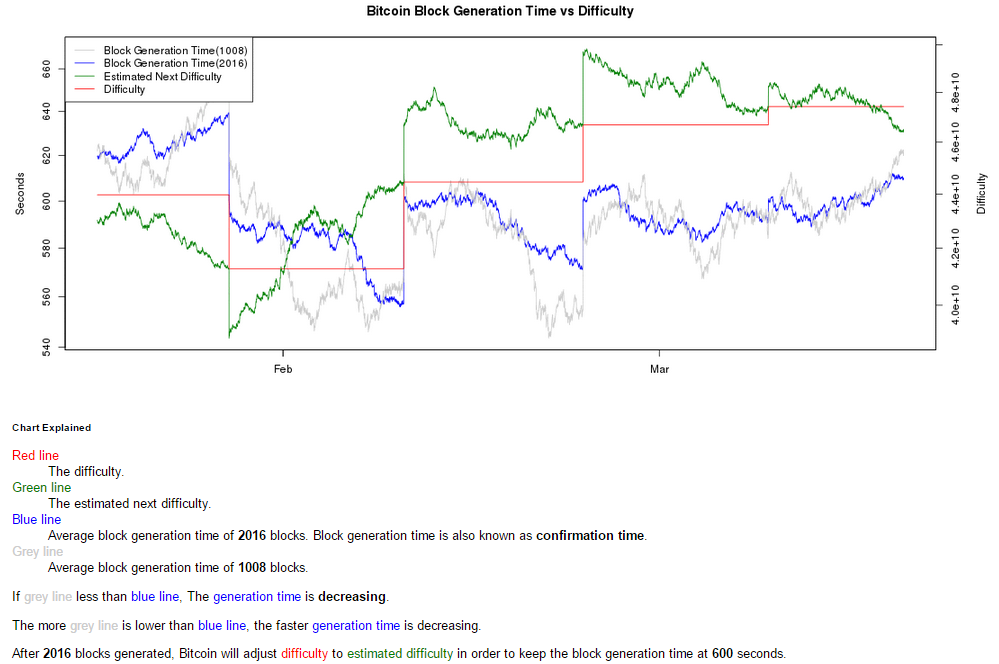 Bitcoin Block Generation Time vs Difficulty
Block Generation Time(1008)
Block Generation Time(2016)
Estimated Next Difficulty
Difficulty
Seconds
660
640
620
600
580
560
540
4.8e+10
4.6e+10
4.4e+10
4.2e+10
4.0e+10
Difficulty
Feb
Mar
Chart Explained
Red line
The difficulty.
Green line
The estimated next difficulty.
Blue line
Average block generation time of 2016 blocks. Block generation time is also known as confirmation time.
Grey line
Average block generation time of 1008 blocks.
If grey line less than blue line, The generation time is decreasing.
The more grey line is lower than blue line, the faster generation time is decreasing.
After 2016 blocks generated, Bitcoin will adjust difficulty to estimated difficulty in order to keep the block generation time at 600 seconds.